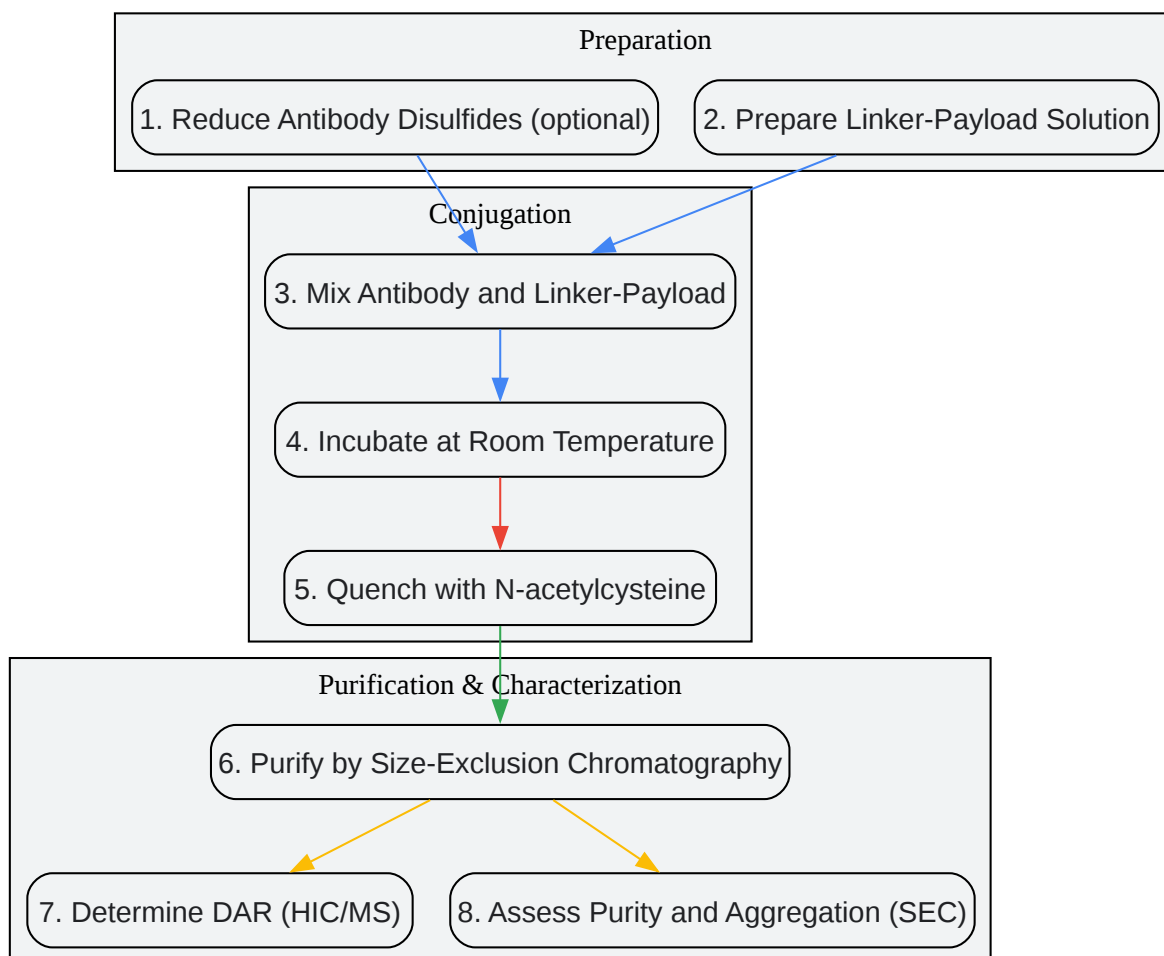 Preparation
1. Reduce Antibody Disulfides (optional)
2. Prepare Linker-Payload Solution
Conjugation
3. Mix Antibody and Linker-Payload
4. Incubate at Room Temperature
5. Quench with N-acetylcysteine
Purification & Characterization
6. Purify by Size-Exclusion Chromatography
7. Determine DAR (HIC/MS)
8. Assess Purity and Aggregation (SEC)